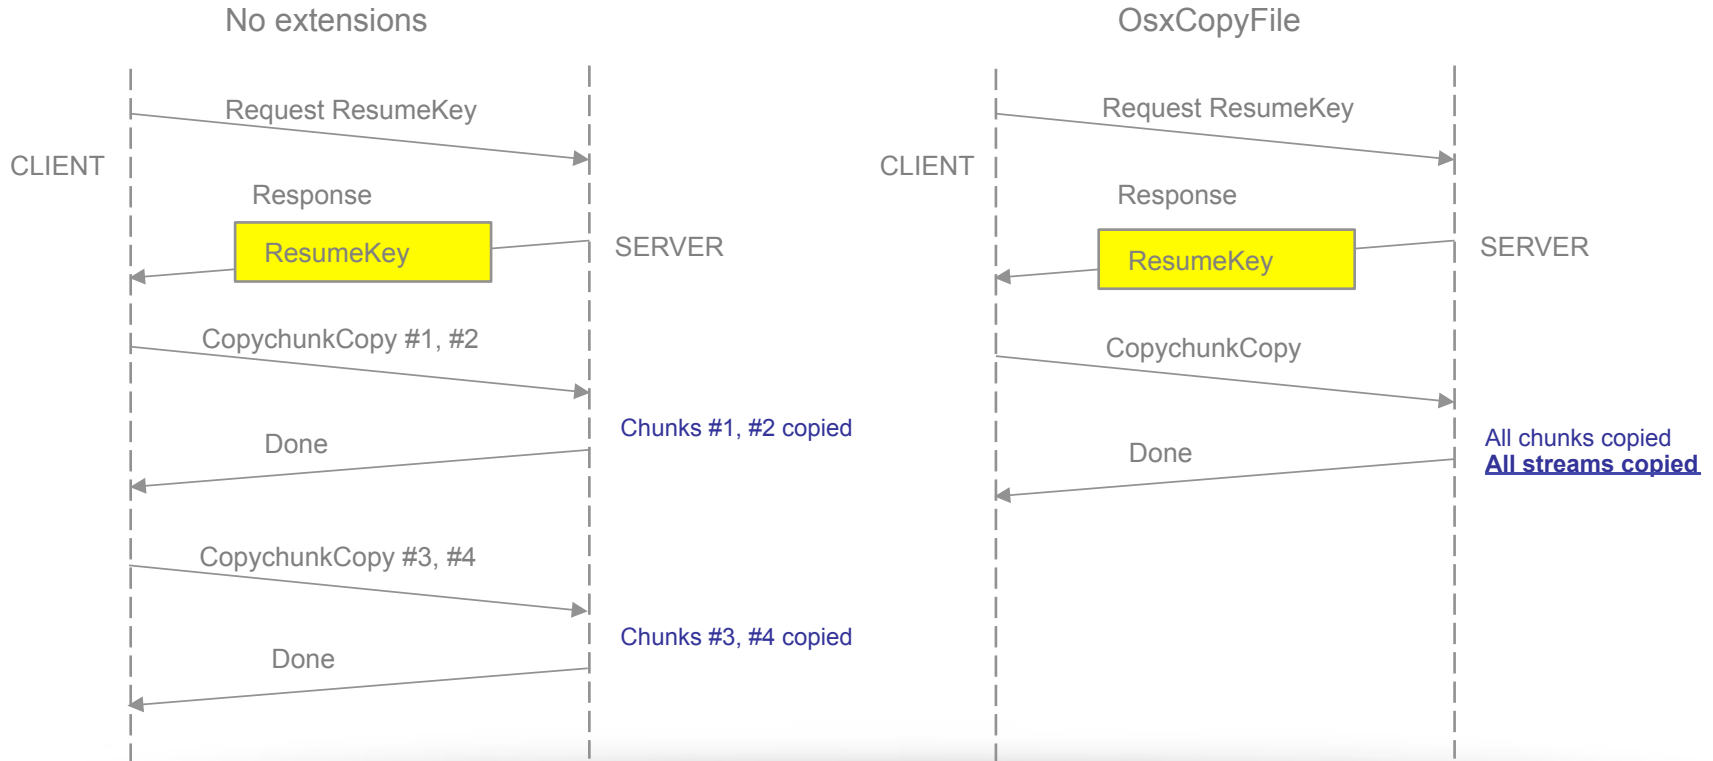 No extensions
Request ResumeKey
CLIENT
Response
ResumeKey
SERVER
CopychunkCopy #1, #2
Chunks #1, #2 copied
Done
CopychunkCopy #3, #4
Chunks #3, #4 copied
Done
OsxCopyFile
Request ResumeKey
CLIENT
Response
ResumeKey
SERVER
CopychunkCopy
All chunks copied
All streams copied
Done